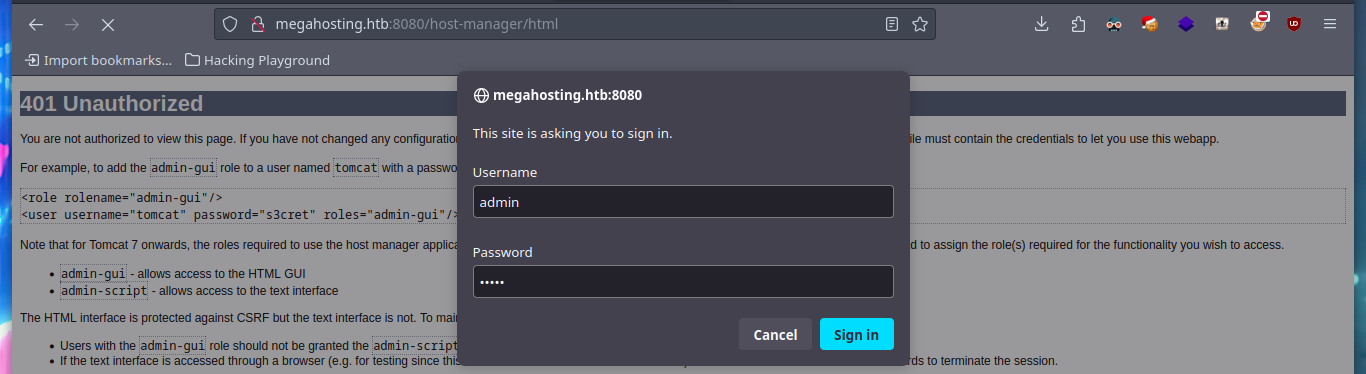 megahosting.htb:8080/host-manager/html
Import bookmarks... Hacking Playground
401 Unauthorized
You are not authorized to view this page. If you have not changed any configuration
le must contain the credentials to let you use this webapp.
For example, to add the admin-gui role to a user named tomcat with a passwo
<role rolename="admin-gui"/>
<user username="tomcat" password="s3cret" roles="admin-gui"/>
Note that for Tomcat 7 onwards, the roles required to use the host manager applica
d to assign the role(s) required for the functionality you wish to access.
• admin-gui - allows access to the HTML GUI
• admin-script - allows access to the text interface
The HTML interface is protected against CSRF but the text interface is not. To mai
• Users with the admin-gui role should not be granted the admin-script
• If the text interface is accessed through a browser (e.g. for testing since this
rds to terminate the session.
megahosting.htb:8080
This site is asking you to sign in.
Username
admin
Password
•••••
Cancel Sign in